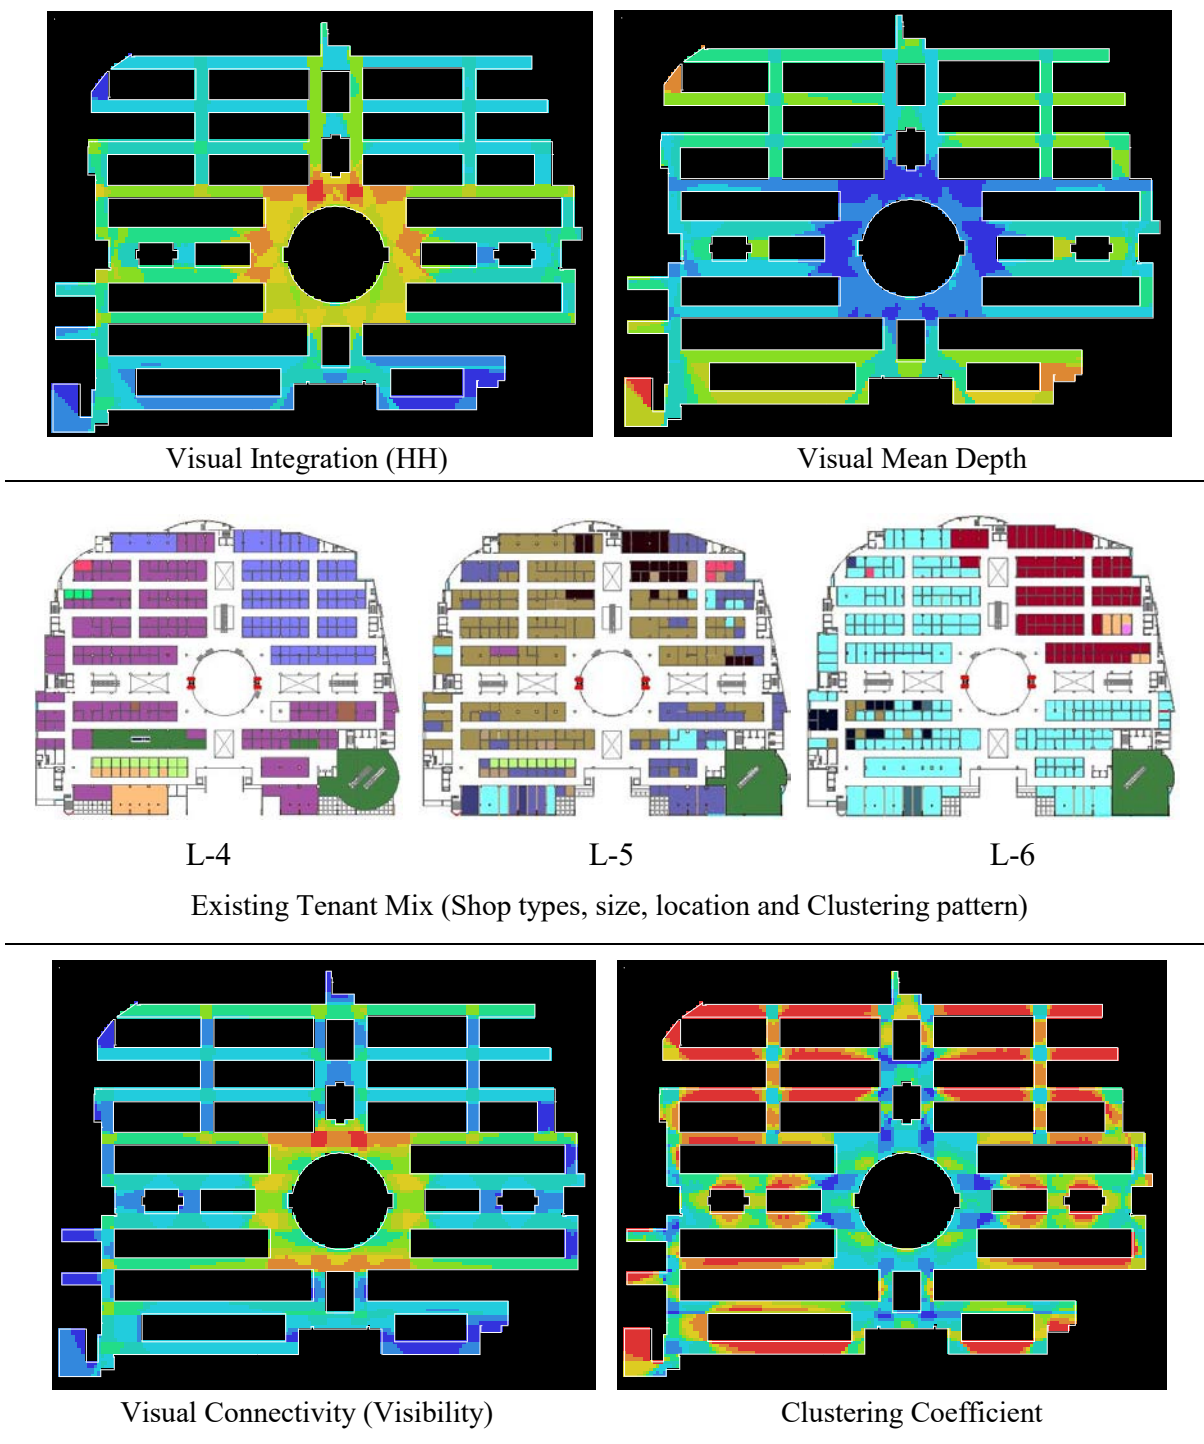 Visual Integration (HH)
Visual Mean Depth
L-4
L-5
L-6
Existing Tenant Mix (Shop types, size, location and Clustering pattern)
Visual Connectivity (Visibility)
Clustering Coefficient